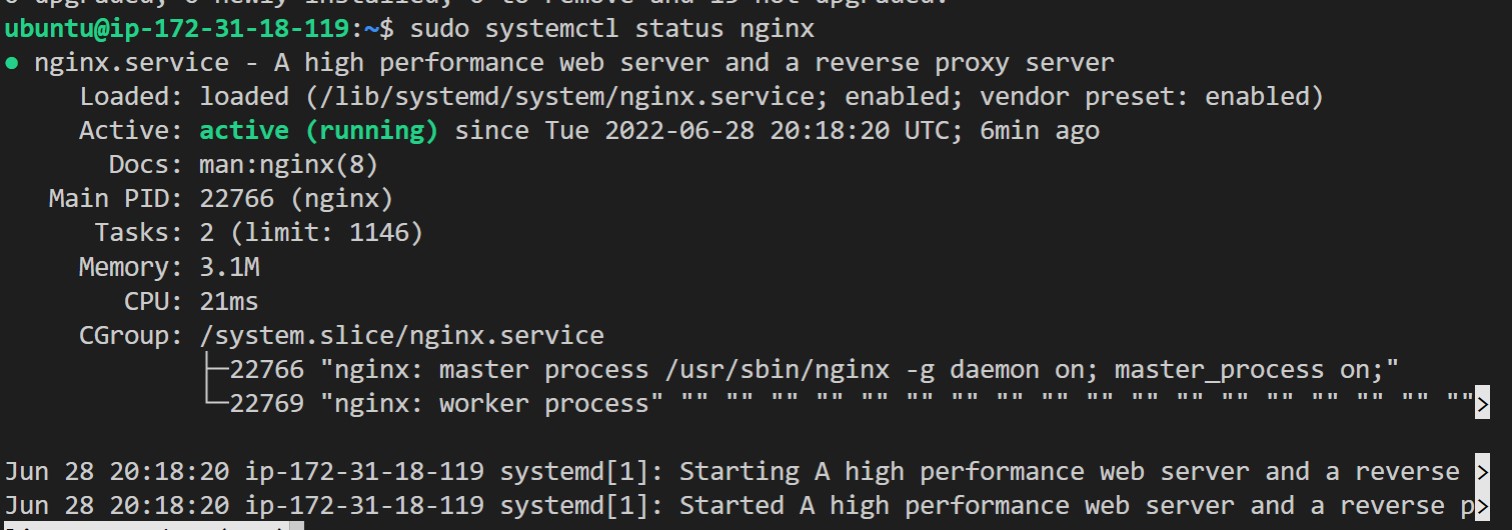 ubuntu@ip-172-31-18-119:~$ sudo systemctl status nginx
● nginx.service - A high performance web server and a reverse proxy server
     Loaded: loaded (/lib/systemd/system/nginx.service; enabled; vendor preset: enabled)
     Active: active (running) since Tue 2022-06-28 20:18:20 UTC; 6min ago
       Docs: man:nginx(8)
   Main PID: 22766 (nginx)
      Tasks: 2 (limit: 1146)
     Memory: 3.1M
        CPU: 21ms
     CGroup: /system.slice/nginx.service
             ├─22766 "nginx: master process /usr/sbin/nginx -g daemon on; master_process on;"
             └─22769 "nginx: worker process" "" "" "" "" "" "" "" "" "" "" "" "" "" "" "" "" "" "">

Jun 28 20:18:20 ip-172-31-18-119 systemd[1]: Starting A high performance web server and a reverse >
Jun 28 20:18:20 ip-172-31-18-119 systemd[1]: Started A high performance web server and a reverse p>